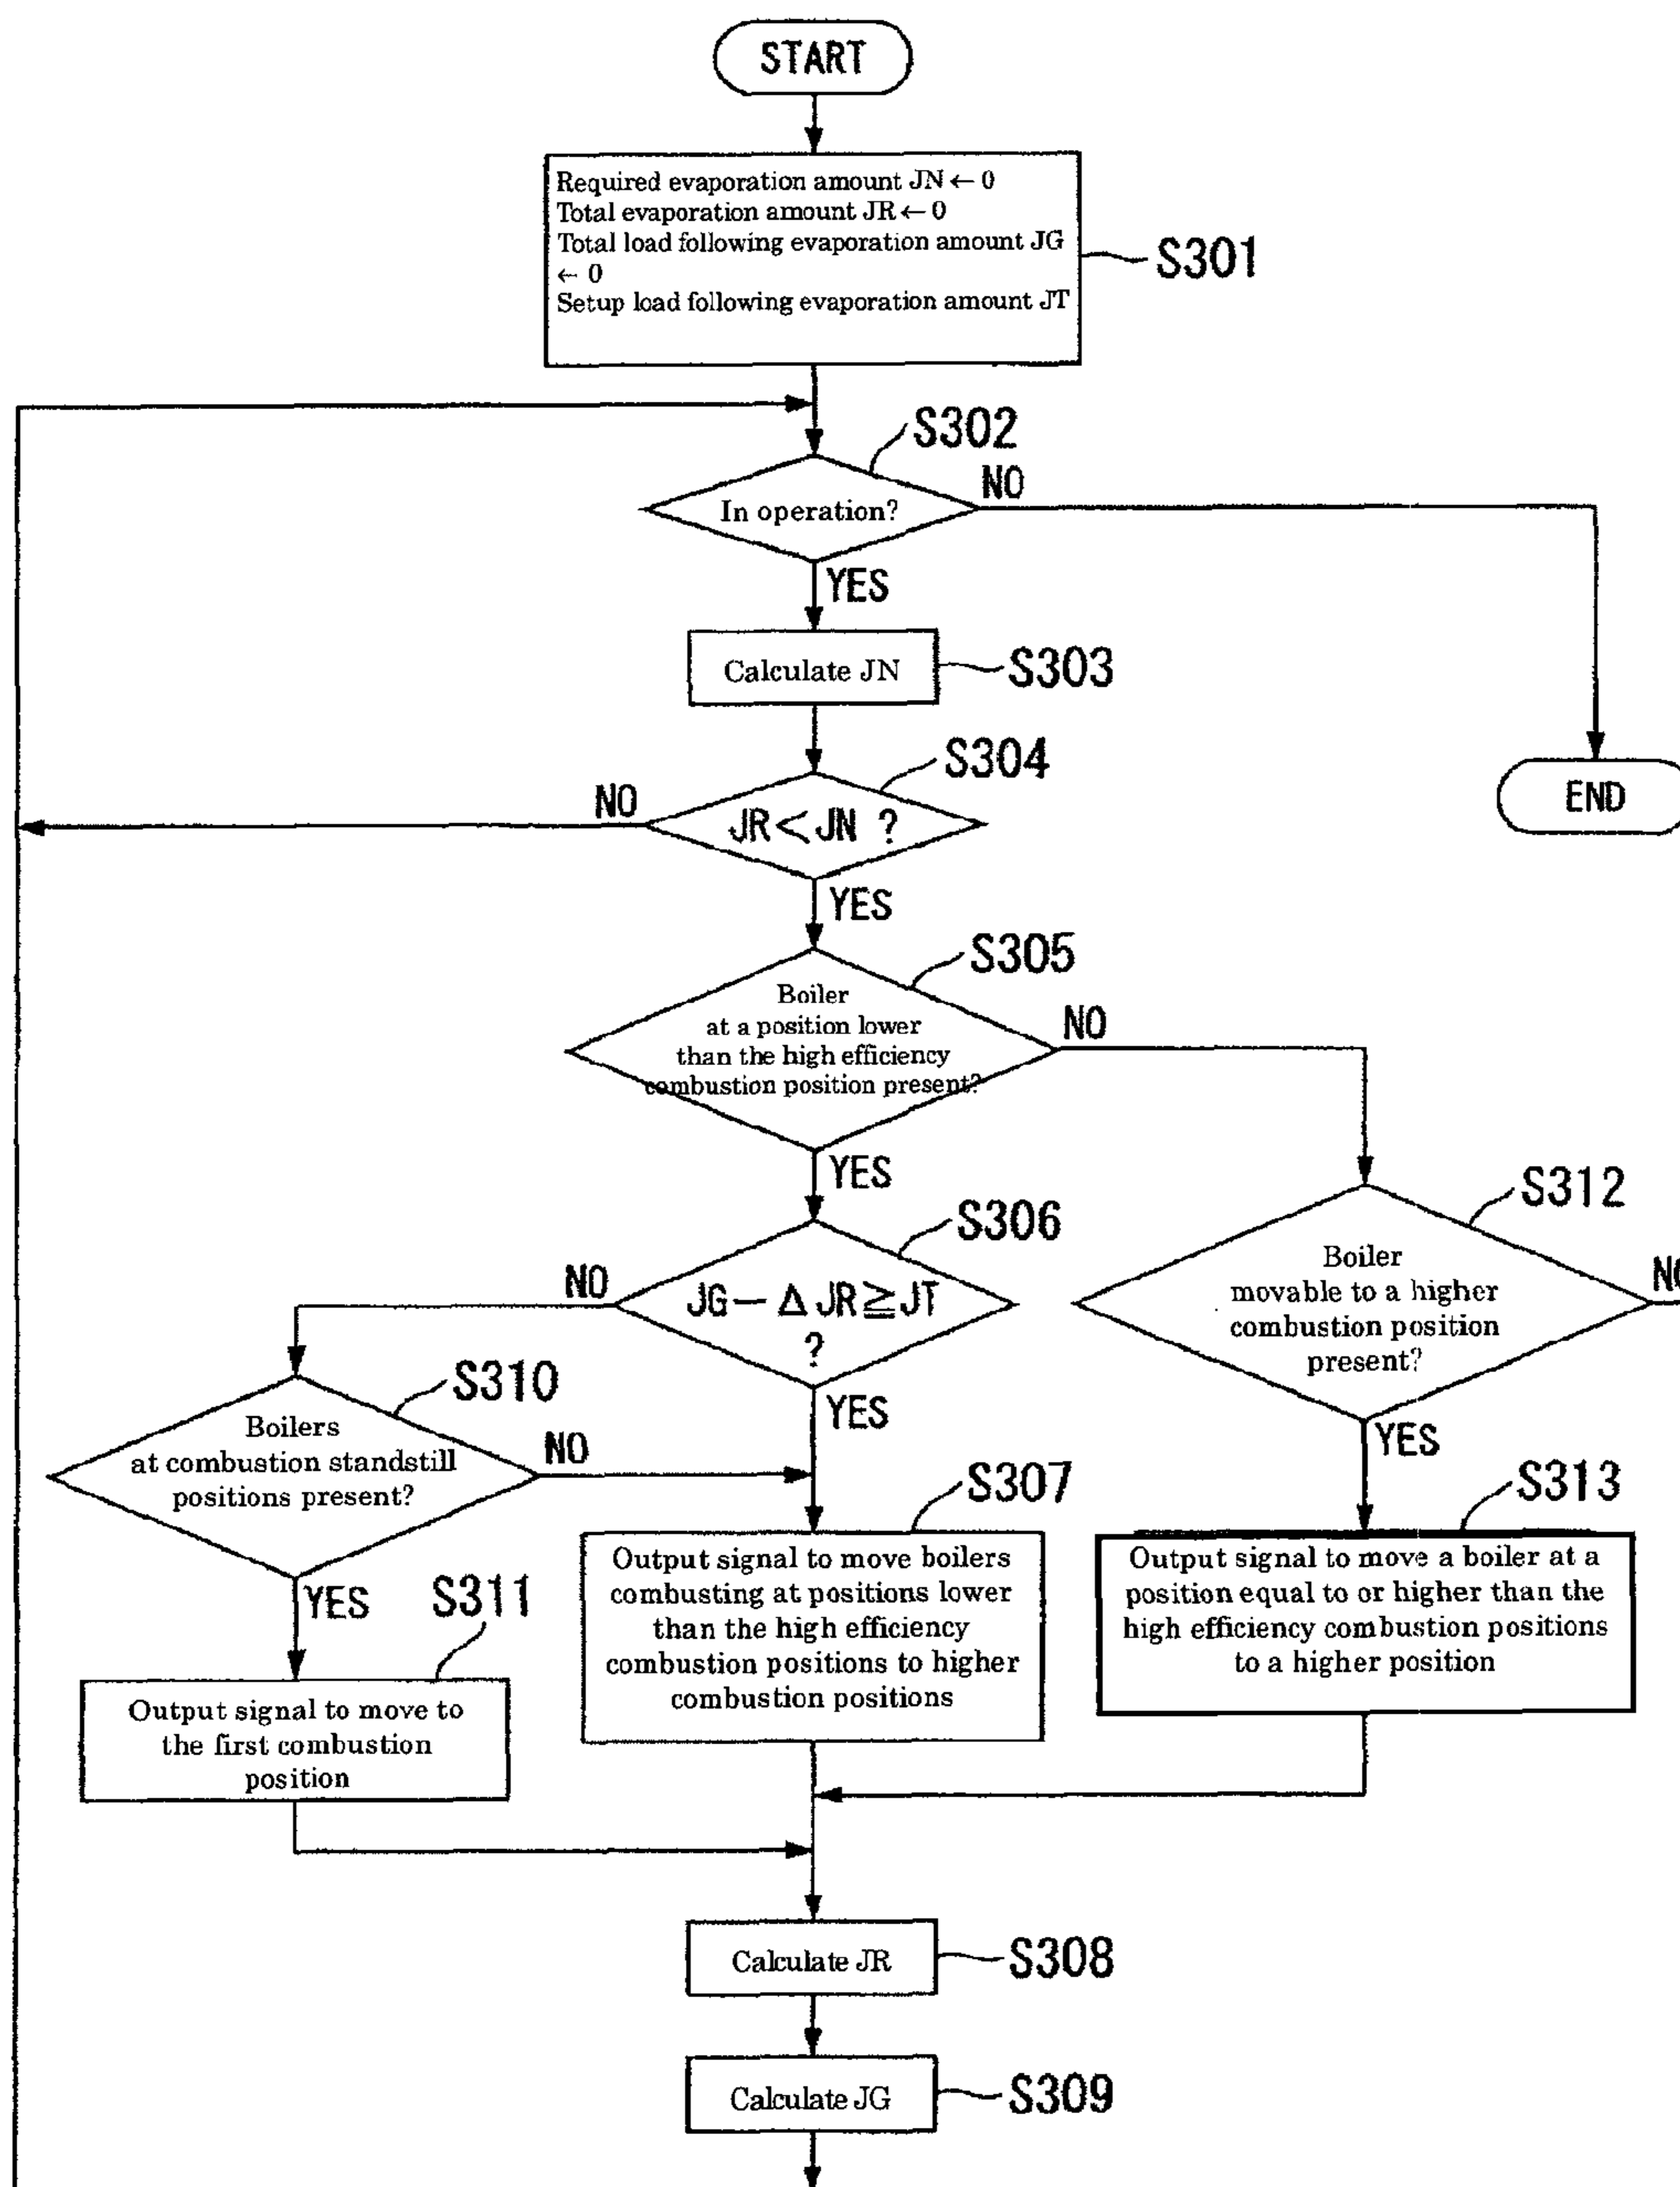 START
Required evaporation amount JN ← 0
Total evaporation amount JR ← 0
Total load following evaporation amount JG
← 0
Setup load following evaporation amount JT
S301
S302
In operation?
NO
YES
Calculate JN
S303
S304
JR < JN ?
NO
YES
END
S305
Boiler
at a position lower
than the high efficiency
combustion position present?
NO
YES
S306
JG − Δ JR ≧ JT
?
NO
YES
S312
Boiler
movable to a higher
combustion position
present?
NO
YES
S310
Boilers
at combustion standstill
positions present?
NO
YES
S307
Output signal to move boilers
combusting at positions lower
than the high efficiency
combustion positions to higher
combustion positions
S313
Output signal to move a boiler at a
position equal to or higher than the
high efficiency combustion positions
to a higher position
S311
Output signal to move to
the first combustion
position
Calculate JR
S308
Calculate JG
S309